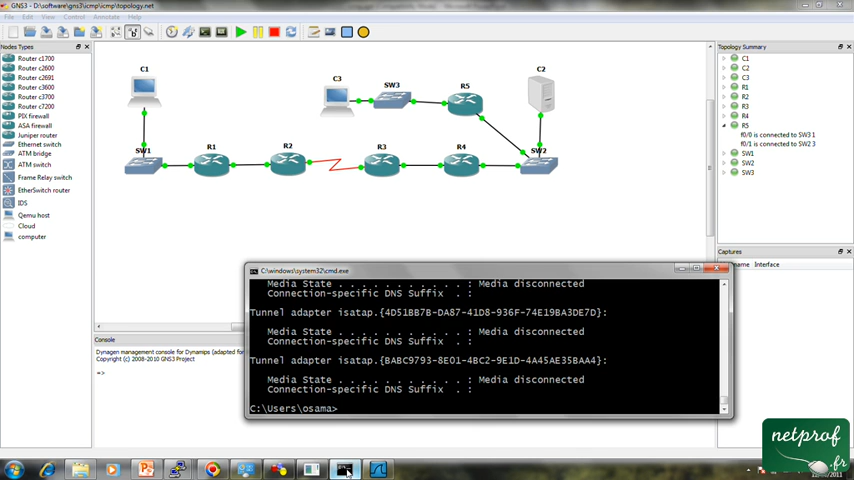 GNS3 - D:\software\gns3\icmp\icmp\topology.net
File Edit View Control Topology Annotate Help
Nodes Types
Router c1700
Router c2600
Router c2691
Router c3600
Router c3700
Router c7200
PIX firewall
ASA firewall
Juniper router
Ethernet switch
ATM bridge
ATM switch
Frame Relay switch
EtherSwitch router
IDS
Qemu host
Cloud
computer
C1
C3
SW3
R5
C2
SW1
R1
R2
R3
R4
SW2
Topology Summary
C1
C2
C3
R1
R2
R3
R4
R5
f0/0 is connected to SW3 1
f0/1 is connected to SW2 3
SW1
SW2
SW3
Captures
name Interface
Console
Dynagen management console for Dynamips (adapted for
Copyright (c) 2008-2010 GNS3 Project
=>
C:\windows\system32\cmd.exe
Media State . . . . . . . . . . . : Media disconnected
Connection-specific DNS Suffix . :
Tunnel adapter isatap.{4D51BB7B-DA87-41D8-936F-74E19BA3DE7D}:
Media State . . . . . . . . . . . : Media disconnected
Connection-specific DNS Suffix . :
Tunnel adapter isatap.{BABC9793-8E01-4BC2-9E1D-4A45AE35BAA4}:
Media State . . . . . . . . . . . : Media disconnected
Connection-specific DNS Suffix . :
C:\Users\osama>
netprof
.fr